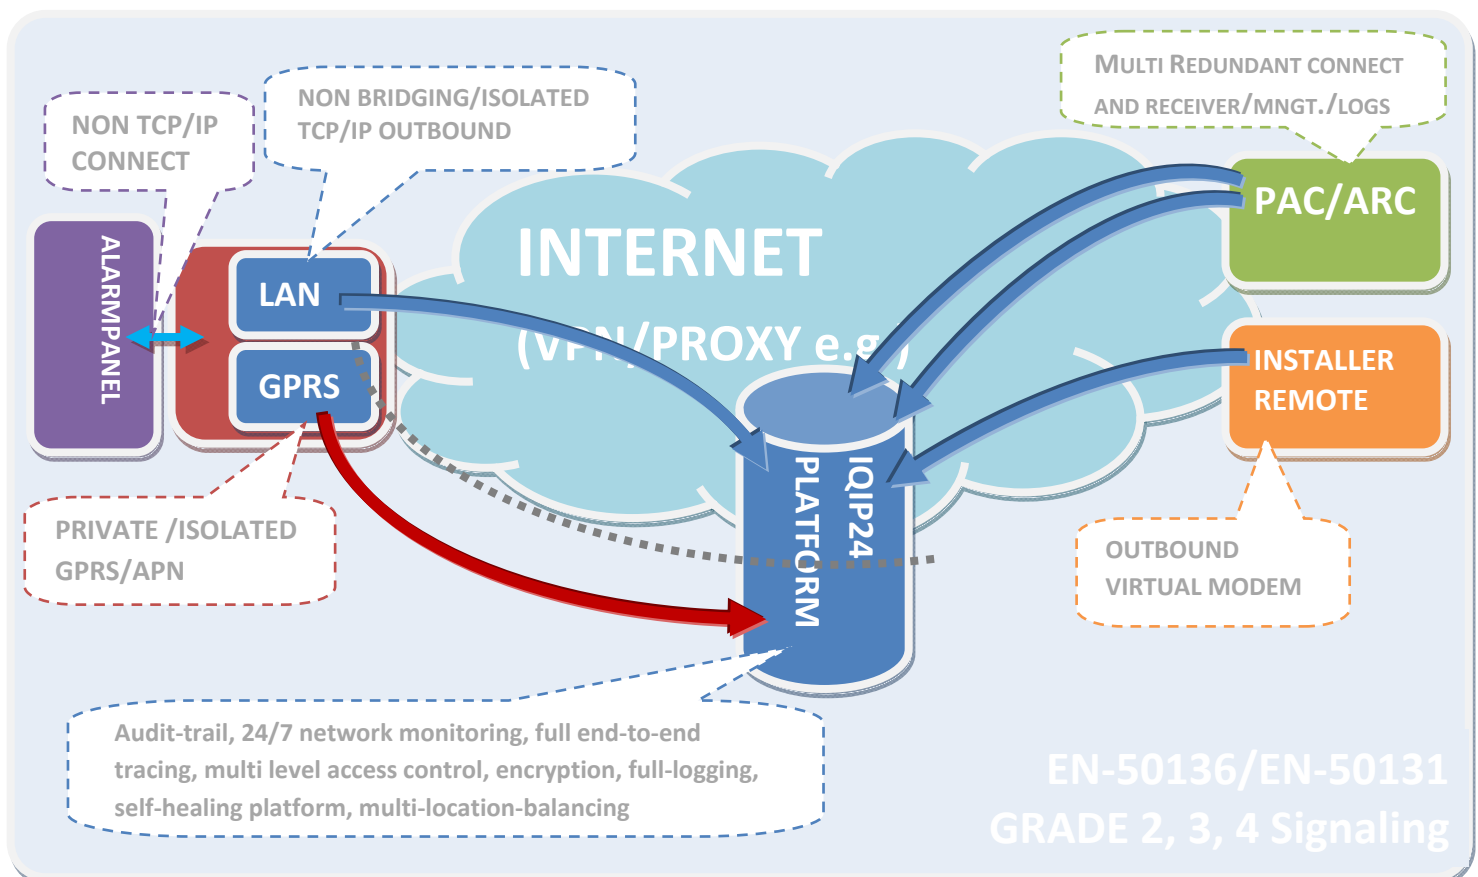 MULTI REDUNDANT CONNECT
AND RECEIVER/MNGT./LOGS
NON BRIDGING/ISOLATED
TCP/IP OUTBOUND
NON TCP/IP
CONNECT
PAC/ARC
INTERNET
(VPN/PROXY e.g.)
ALARMPANEL
LAN
GPRS
INSTALLER
REMOTE
IQIP24
PLATFORM
PRIVATE /ISOLATED
GPRS/APN
OUTBOUND
VIRTUAL MODEM
Audit-trail, 24/7 network monitoring, full end-to-end
tracing, multi level access control, encryption, full-logging,
self-healing platform, multi-location-balancing
EN-50136/EN-50131
GRADE 2, 3, 4 Signaling